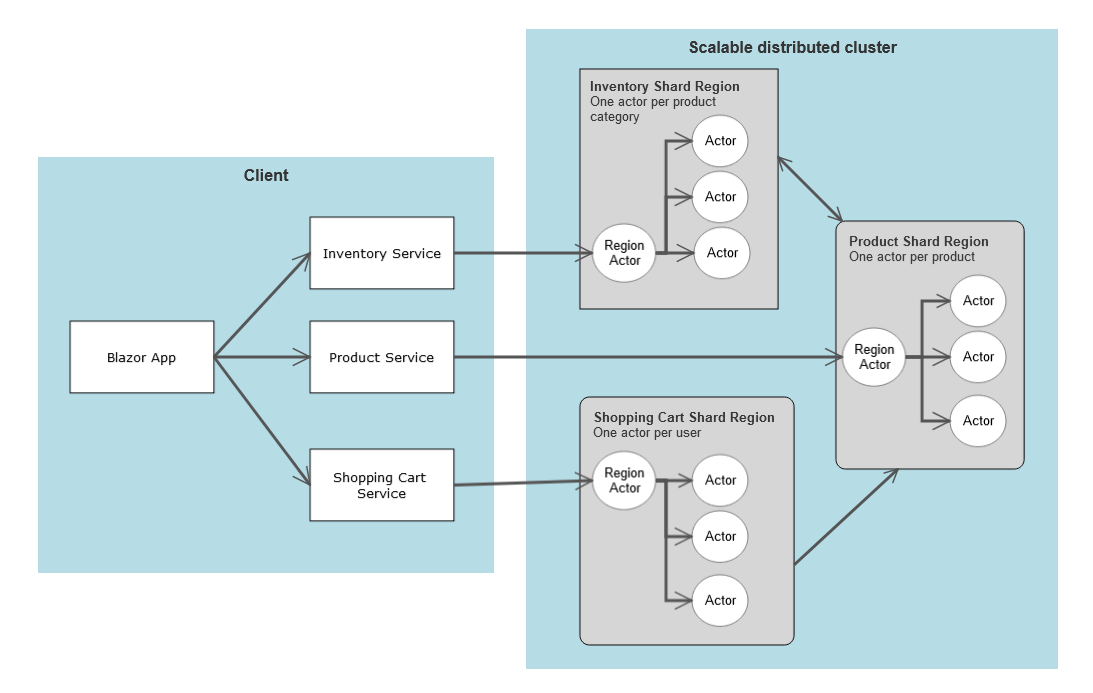 Scalable distributed cluster
Inventory Shard Region
One actor per product
category
Actor
Actor
Region
Actor
Actor
Client
Inventory Service
Blazor App
Product Service
Shopping Cart
Service
Product Shard Region
One actor per product
Actor
Region
Actor
Actor
Actor
Shopping Cart Shard Region
One actor per user
Region
Actor
Actor
Actor
Actor